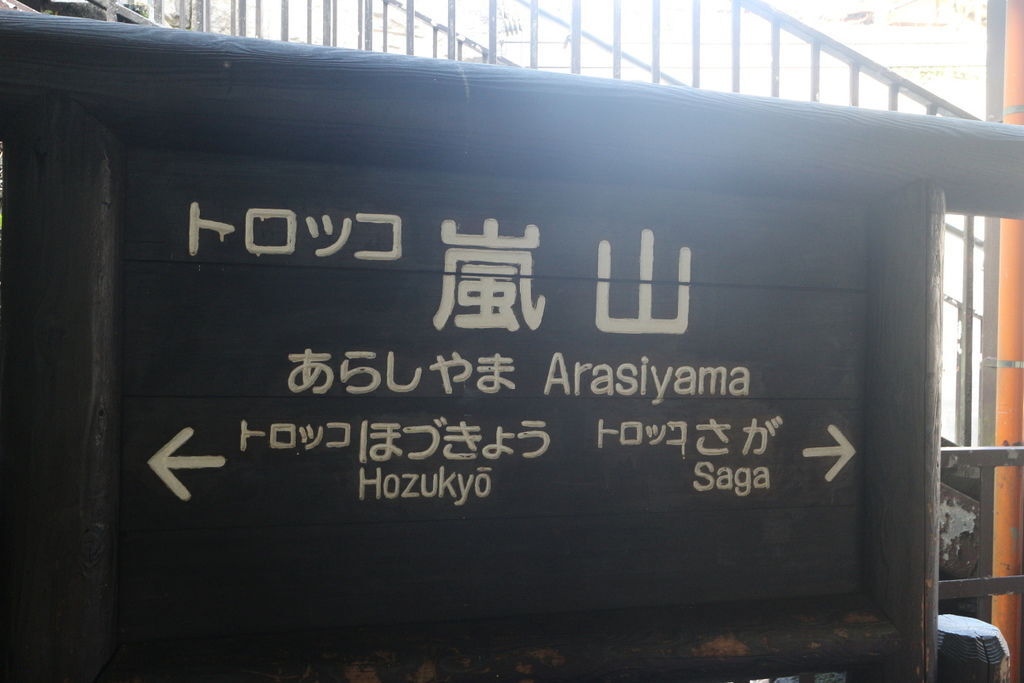 トロッコ 嵐山
あらしやま Arasiyama
← トロッコ ほづきょう トロッコ さが →
Hozukyō Saga